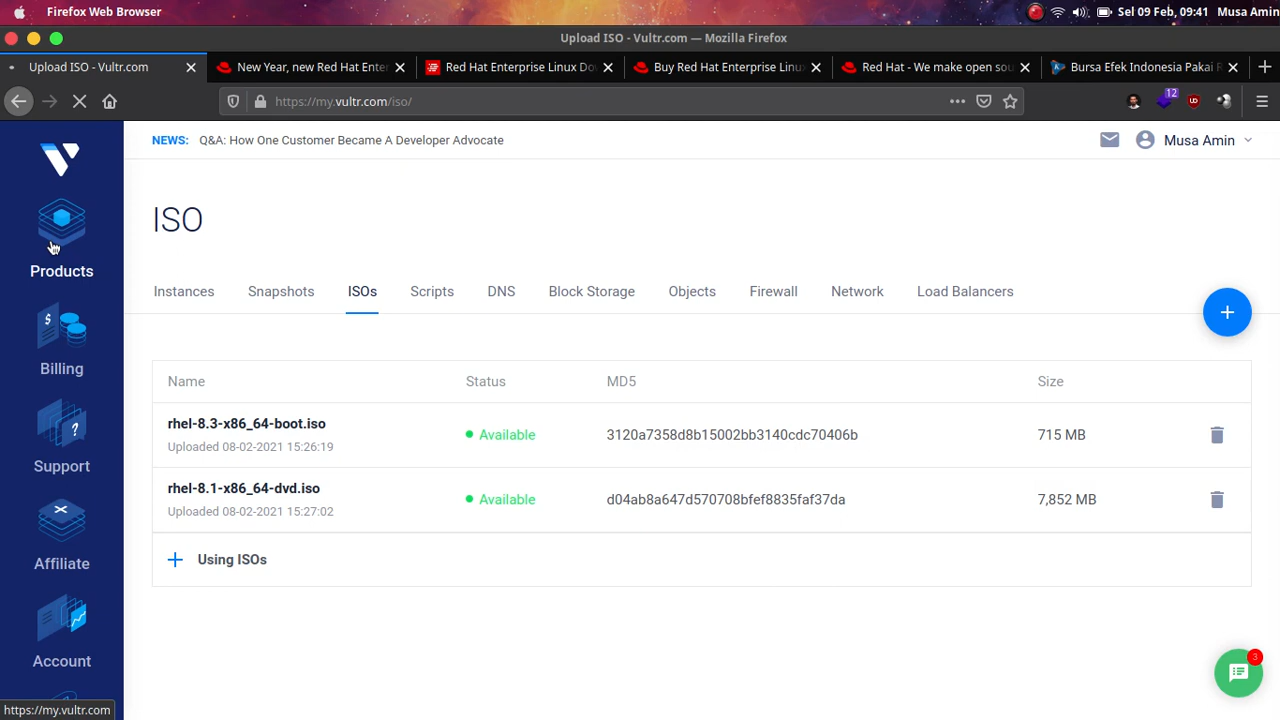 Firefox Web Browser
Sel 09 Feb, 09:41 Musa Amin
Upload ISO - Vultr.com — Mozilla Firefox
Upload ISO - Vultr.com
New Year, new Red Hat Enter
Red Hat Enterprise Linux Do
Buy Red Hat Enterprise Linu
Red Hat - We make open sou
Bursa Efek Indonesia Pakai R
https://my.vultr.com/iso/
12
NEWS: Q&A: How One Customer Became A Developer Advocate
Musa Amin
ISO
Products
Billing
Support
Affiliate
Account
Instances Snapshots ISOs Scripts DNS Block Storage Objects Firewall Network Load Balancers
Name Status MD5 Size
rhel-8.3-x86_64-boot.iso
Uploaded 08-02-2021 15:26:19
Available 3120a7358d8b15002bb3140cdc70406b 715 MB
rhel-8.1-x86_64-dvd.iso
Uploaded 08-02-2021 15:27:02
Available d04ab8a647d570708bfef8835faf37da 7,852 MB
Using ISOs
3
https://my.vultr.com